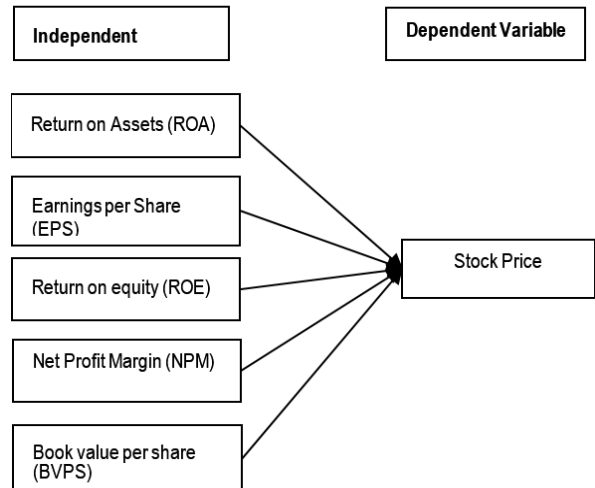 Independent
Dependent Variable
Return on Assets (ROA)
Earnings per Share
(EPS)
Return on equity (ROE)
Stock Price
Net Profit Margin (NPM)
Book value per share
(BVPS)